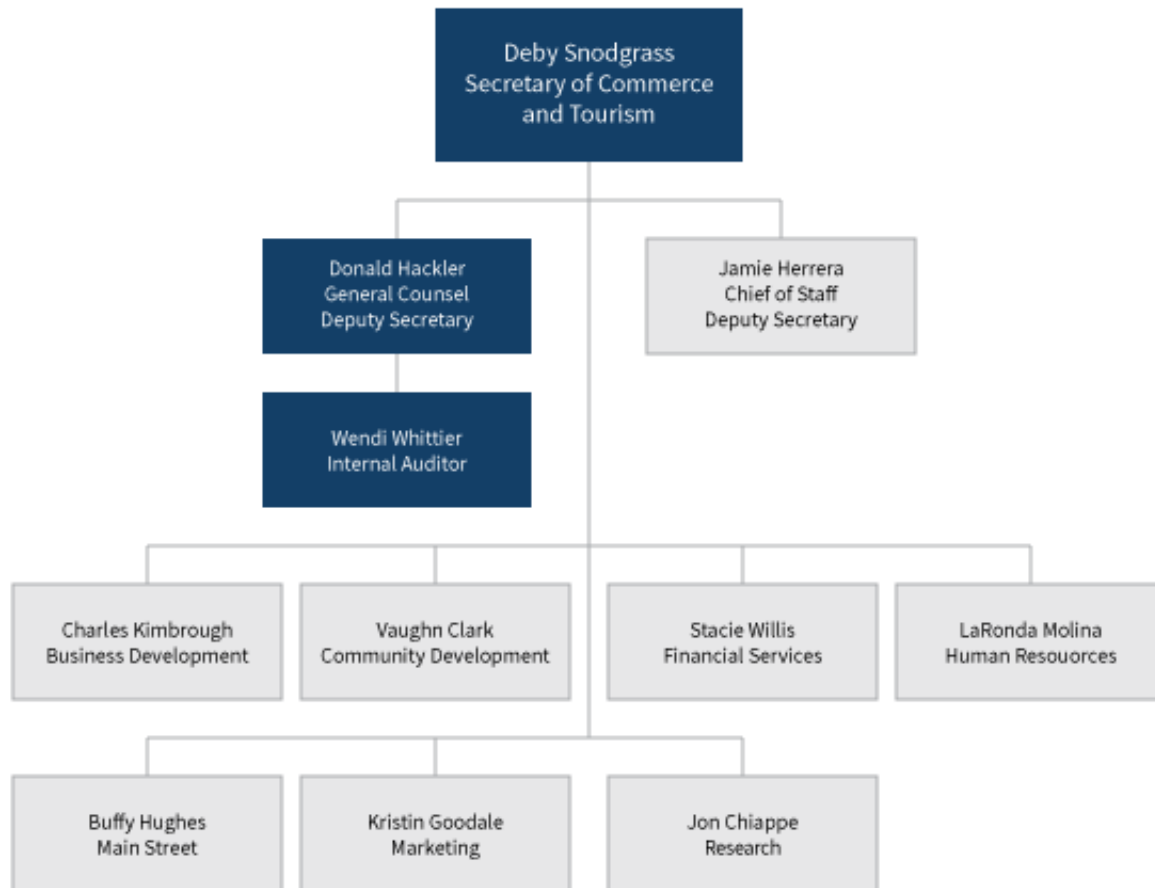 Deby Snodgrass
Secretary of Commerce
and Tourism
Donald Hackler
General Counsel
Deputy Secretary
Jamie Herrera
Chief of Staff
Deputy Secretary
Wendi Whittier
Internal Auditor
Charles Kimbrough
Business Development
Vaughn Clark
Community Development
Stacie Willis
Financial Services
LaRonda Molina
Human Resouorces
Buffy Hughes
Main Street
Kristin Goodale
Marketing
Jon Chiappe
Research